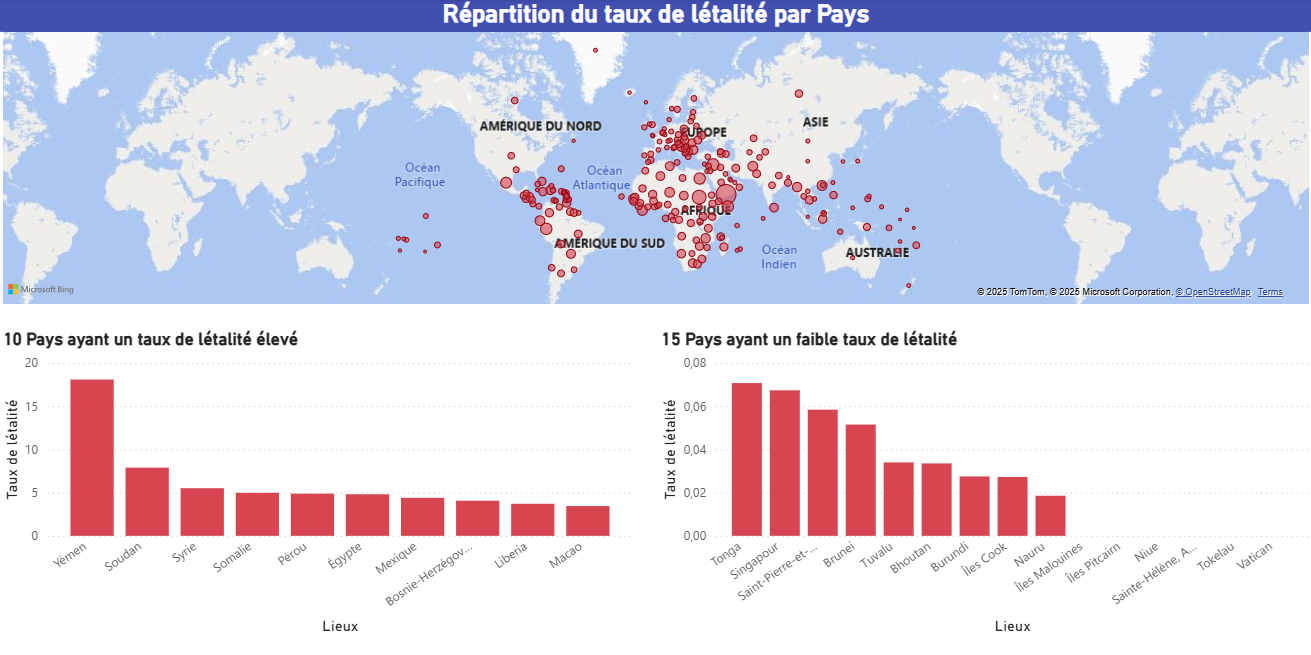 Répartition du taux de létalité par Pays
AMÉRIQUE DU NORD
EUROPE
ASIE
Océan
Pacifique
Océan
Atlantique
AFRIQUE
AMÉRIQUE DU SUD
Océan
Indien
AUSTRALIE
Microsoft Bing
© 2025 TomTom, © 2025 Microsoft Corporation, © OpenStreetMap Terms
10 Pays ayant un taux de létalité élevé
20
15
10
5
0
Taux de létalité
Yémen
Soudan
Syrie
Somalie
Pérou
Égypte
Mexique
Bosnie-Herzégov...
Liberia
Macao
Lieux
15 Pays ayant un faible taux de létalité
0,08
0,06
0,04
0,02
0,00
Taux de létalité
Tonga
Singapour
Saint-Pierre-et-...
Brunei
Tuvalu
Bhoutan
Burundi
Îles Cook
Nauru
Îles Malouines
Îles Pitcairn
Niue
Sainte-Hélène, A...
Tokelau
Vatican
Lieux